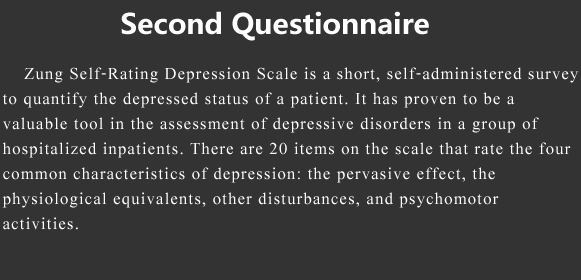 Second Questionnaire
Zung Self-Rating Depression Scale is a short, self-administered survey
to quantify the depressed status of a patient. It has proven to be a
valuable tool in the assessment of depressive disorders in a group of
hospitalized inpatients. There are 20 items on the scale that rate the four
common characteristics of depression: the pervasive effect, the
physiological equivalents, other disturbances, and psychomotor
activities.